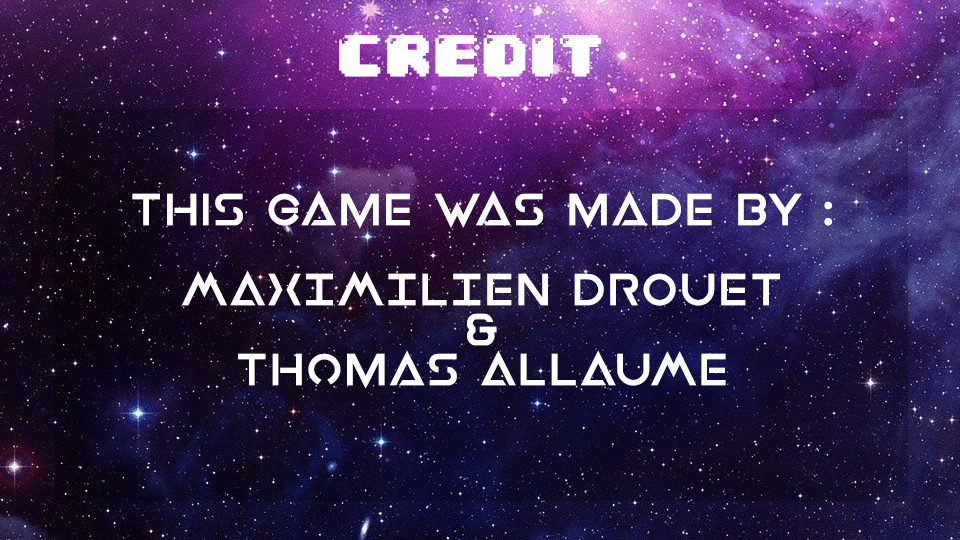 CREDIT
THIS GAME WAS MADE BY :
MAXIMILIEN DROUET
&
THOMAS ALLAUME